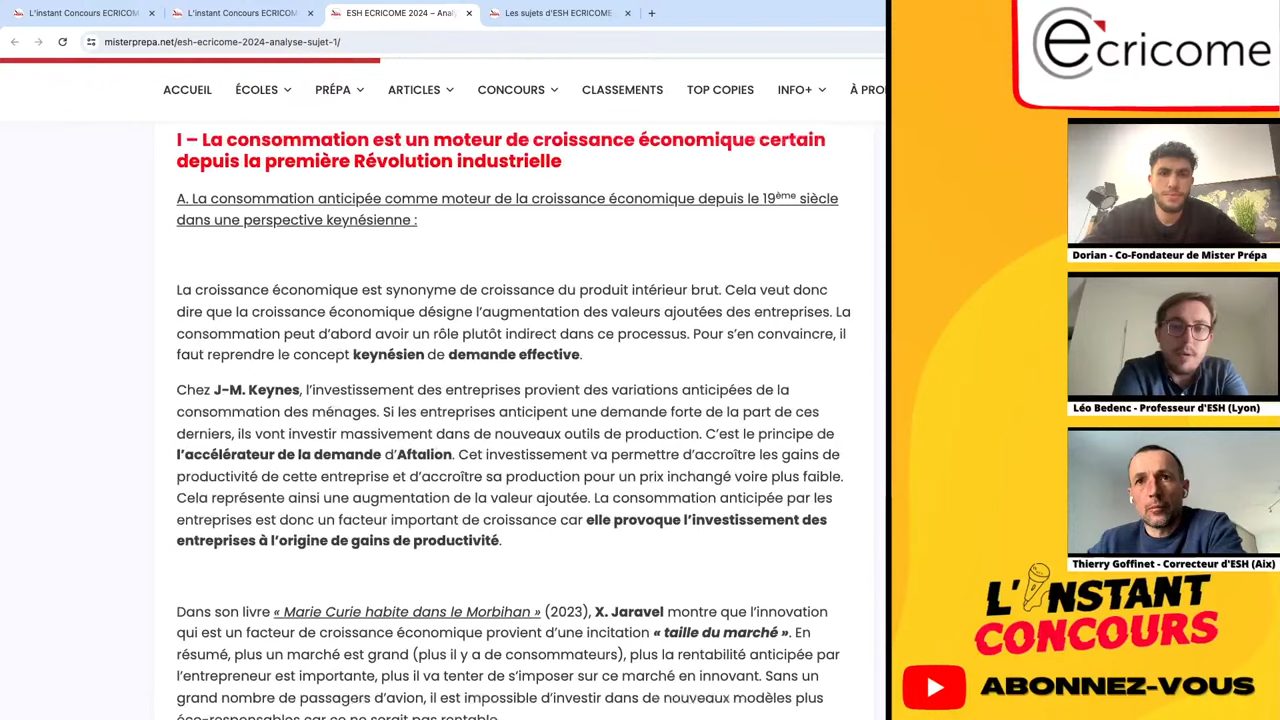 L'instant Concours ECRICOM
L'instant Concours ECRICOM
ESH ECRICOME 2024 – Anal
Les sujets d'ESH ECRICOME
misterprepa.net/esh-ecricome-2024-analyse-sujet-1/
ACCUEIL ÉCOLES PRÉPA ARTICLES CONCOURS CLASSEMENTS TOP COPIES INFO+ À PRO
I – La consommation est un moteur de croissance économique certain
depuis la première Révolution industrielle
A. La consommation anticipée comme moteur de la croissance économique depuis le 19ème siècle
dans une perspective keynésienne :
La croissance économique est synonyme de croissance du produit intérieur brut. Cela veut donc
dire que la croissance économique désigne l'augmentation des valeurs ajoutées des entreprises. La
consommation peut d'abord avoir un rôle plutôt indirect dans ce processus. Pour s'en convaincre, il
faut reprendre le concept keynésien de demande effective.
Chez J-M. Keynes, l'investissement des entreprises provient des variations anticipées de la
consommation des ménages. Si les entreprises anticipent une demande forte de la part de ces
derniers, ils vont investir massivement dans de nouveaux outils de production. C'est le principe de
l'accélérateur de la demande d'Aftalion. Cet investissement va permettre d'accroître les gains de
productivité de cette entreprise et d'accroître sa production pour un prix inchangé voire plus faible.
Cela représente ainsi une augmentation de la valeur ajoutée. La consommation anticipée par les
entreprises est donc un facteur important de croissance car elle provoque l'investissement des
entreprises à l'origine de gains de productivité.
Dans son livre « Marie Curie habite dans le Morbihan » (2023), X. Jaravel montre que l'innovation
qui est un facteur de croissance économique provient d'une incitation « taille du marché ». En
résumé, plus un marché est grand (plus il y a de consommateurs), plus la rentabilité anticipée par
l'entrepreneur est importante, plus il va tenter de s'imposer sur ce marché en innovant. Sans un
grand nombre de passagers d'avion, il est impossible d'investir dans de nouveaux modèles plus
éco-responsables car ce ne serait pas rentable.
ecricome
Dorian - Co-Fondateur de Mister Prépa
Léo Bedenc - Professeur d'ESH (Lyon)
Thierry Goffinet - Correcteur d'ESH (Aix)
L'INSTANT
CONCOURS
ABONNEZ-VOUS